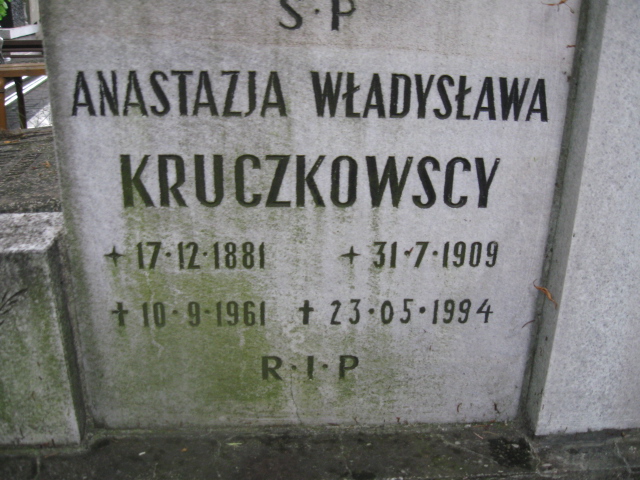 S·P
ANASTAZJA WŁADYSŁAWA
KRUCZKOWSCY
+ 17·12·1881 + 31·7·1909
† 10·9·1961 † 23·05·1994
R·I·P